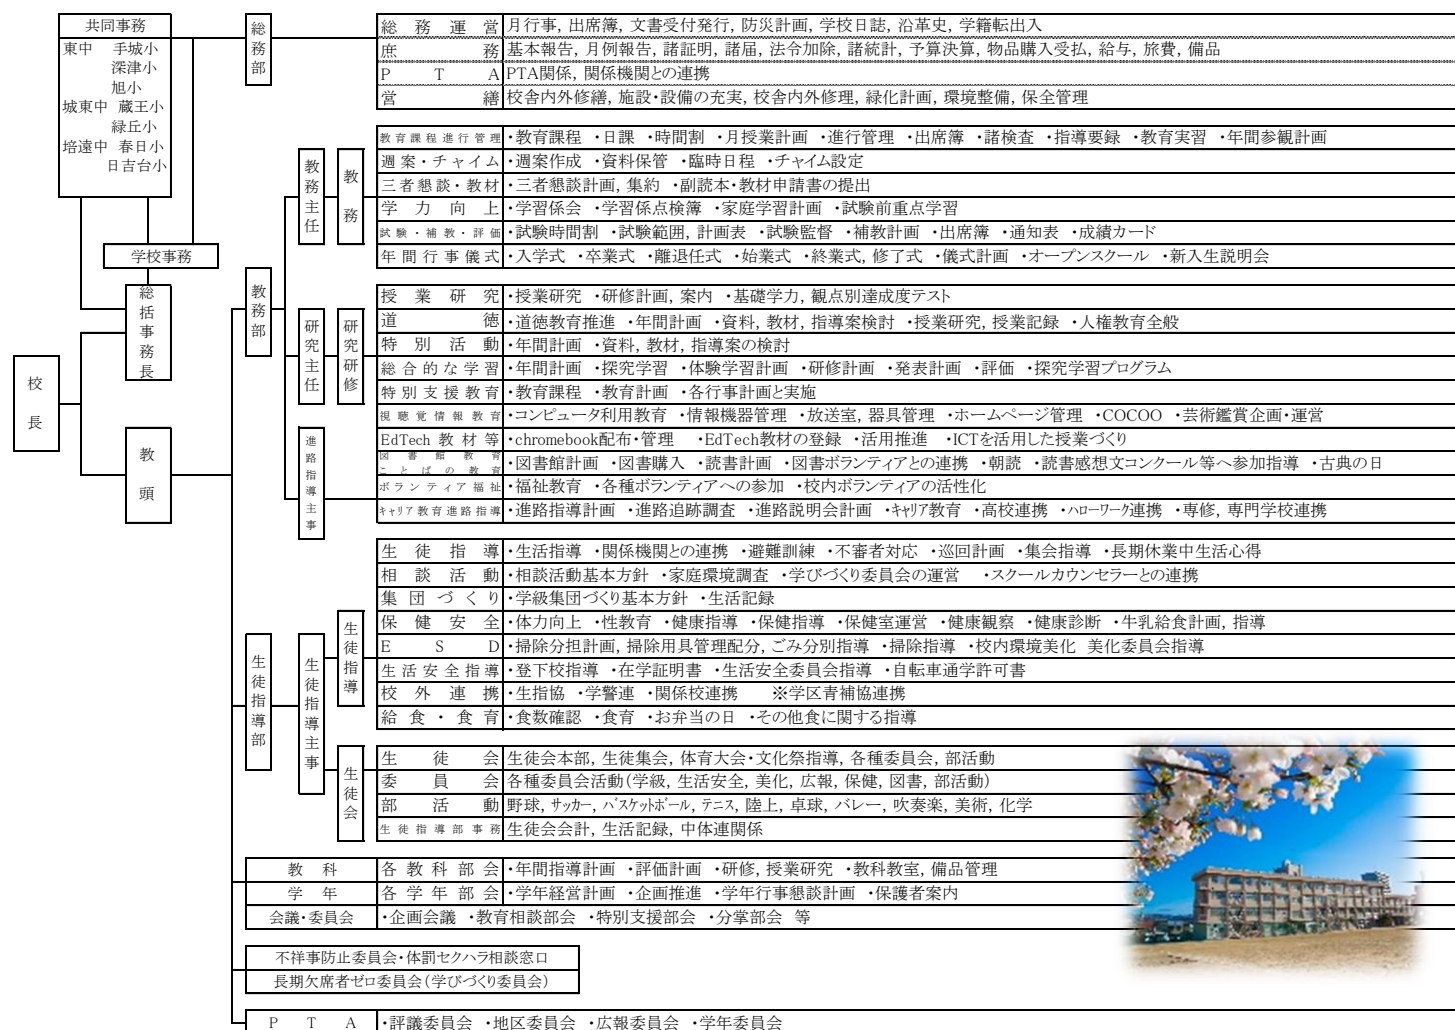 共同事務
東中 手城小
深津小
旭小
城東中 蔵王小
緑丘小
培遠中 春日小
日吉台小
学校事務
総括事務長
校長
教頭
総務部
総務運営 月行事, 出席簿, 文書受付発行, 防災計画, 学校日誌, 沿革史, 学籍転出入
庶務 基本報告, 月例報告, 諸証明, 諸届, 法令加除, 諸統計, 予算決算, 物品購入受払, 給与, 旅費, 備品
PTA PTA関係, 関係機関との連携
営繕 校舎内外修繕, 施設・設備の充実, 校舎内外修理, 緑化計画, 環境整備, 保全管理
教務部
教務主任
教務
教育課程進行管理 ・教育課程 ・日課 ・時間割 ・月授業計画 ・進行管理 ・出席簿 ・諸検査 ・指導要録 ・教育実習 ・年間参観計画
週案・チャイム ・週案作成 ・資料保管 ・臨時日程 ・チャイム設定
三者懇談・教材 ・三者懇談計画, 集約 ・副読本・教材申請書の提出
学力向上 ・学習係会 ・学習係点検簿 ・家庭学習計画 ・試験前重点学習
試験・補教・評価 ・試験時間割 ・試験範囲, 計画表 ・試験監督 ・補教計画 ・出席簿 ・通知表 ・成績カード
年間行事儀式 ・入学式 ・卒業式 ・離退任式 ・始業式 ・終業式, 修了式 ・儀式計画 ・オープンスクール ・新入生説明会
研究主任
研究研修
授業研究 ・授業研究 ・研修計画, 案内 ・基礎学力, 観点別達成度テスト
道徳 ・道徳教育推進 ・年間計画 ・資料, 教材, 指導案検討 ・授業研究, 授業記録 ・人権教育全般
特別活動 ・年間計画 ・資料, 教材, 指導案の検討
総合的な学習 ・年間計画 ・探究学習 ・体験学習計画 ・研修計画 ・発表計画 ・評価 ・探究学習プログラム
特別支援教育 ・教育課程 ・教育計画 ・各行事計画と実施
視聴覚情報教育 ・コンピュータ利用教育 ・情報機器管理 ・放送室, 器具管理 ・ホームページ管理 ・COCOO ・芸術鑑賞企画・運営
進路指導主事
EdTech 教材等 ・chromebook配布・管理 ・EdTech教材の登録 ・活用推進 ・ICTを活用した授業づくり
図書館教育
ことばの教育 ・図書館計画 ・図書購入 ・読書計画 ・図書ボランティアとの連携 ・朝読 ・読書感想文コンクール等へ参加指導 ・古典の日
ボランティア福祉 ・福祉教育 ・各種ボランティアへの参加 ・校内ボランティアの活性化
キャリア教育進路指導 ・進路指導計画 ・進路追跡調査 ・進路説明会計画 ・キャリア教育 ・高校連携 ・ハローワーク連携 ・専修, 専門学校連携
生徒指導部
生徒指導主事
生徒指導
生徒指導 ・生活指導 ・関係機関との連携 ・避難訓練 ・不審者対応 ・巡回計画 ・集会指導 ・長期休業中生活心得
相談活動 ・相談活動基本方針 ・家庭環境調査 ・学びづくり委員会の運営 ・スクールカウンセラーとの連携
集団づくり ・学級集団づくり基本方針 ・生活記録
保健安全 ・体力向上 ・性教育 ・健康指導 ・保健指導 ・保健室運営 ・健康観察 ・健康診断 ・牛乳給食計画, 指導
ESD ・掃除分担計画, 掃除用具管理配分, ごみ分別指導 ・掃除指導 ・校内環境美化 美化委員会指導
生活安全指導 ・登下校指導 ・在学証明書 ・生活安全委員会指導 ・自転車通学許可書
校外連携 ・生指協 ・学警連 ・関係校連携 ※学区青補協連携
給食・食育 ・食数確認 ・食育 ・お弁当の日 ・その他食に関する指導
生徒会
生徒会 生徒会本部, 生徒集会, 体育大会・文化祭指導, 各種委員会, 部活動
委員会 各種委員会活動(学級, 生活安全, 美化, 広報, 保健, 図書, 部活動)
部活動 野球, サッカー, バスケットボール, テニス, 陸上, 卓球, バレー, 吹奏楽, 美術, 化学
生徒指導部事務 生徒会会計, 生活記録, 中体連関係
教科 各教科部会 ・年間指導計画 ・評価計画 ・研修, 授業研究 ・教科教室, 備品管理
学年 各学年部会 ・学年経営計画 ・企画推進 ・学年行事懇談計画 ・保護者案内
会議・委員会 ・企画会議 ・教育相談部会 ・特別支援部会 ・分掌部会 等
不祥事防止委員会・体罰セクハラ相談窓口
長期欠席者ゼロ委員会(学びづくり委員会)
PTA ・評議委員会 ・地区委員会 ・広報委員会 ・学年委員会